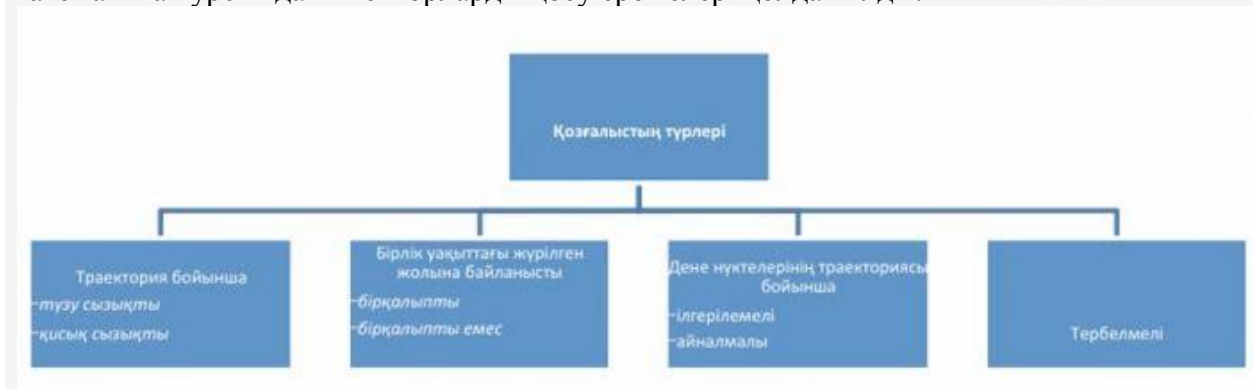 Қозғалыстың түрлері
Траектория бойынша
-түзу сызықты
-қисық сызықты
Бірлік уақыттағы жүрілген
жолына байланысты
-бірқалыпты
-бірқалыпты емес
Дене нүктелерінің траекториясы
бойынша
-ілгерілемелі
-айналмалы
Тербелмелі